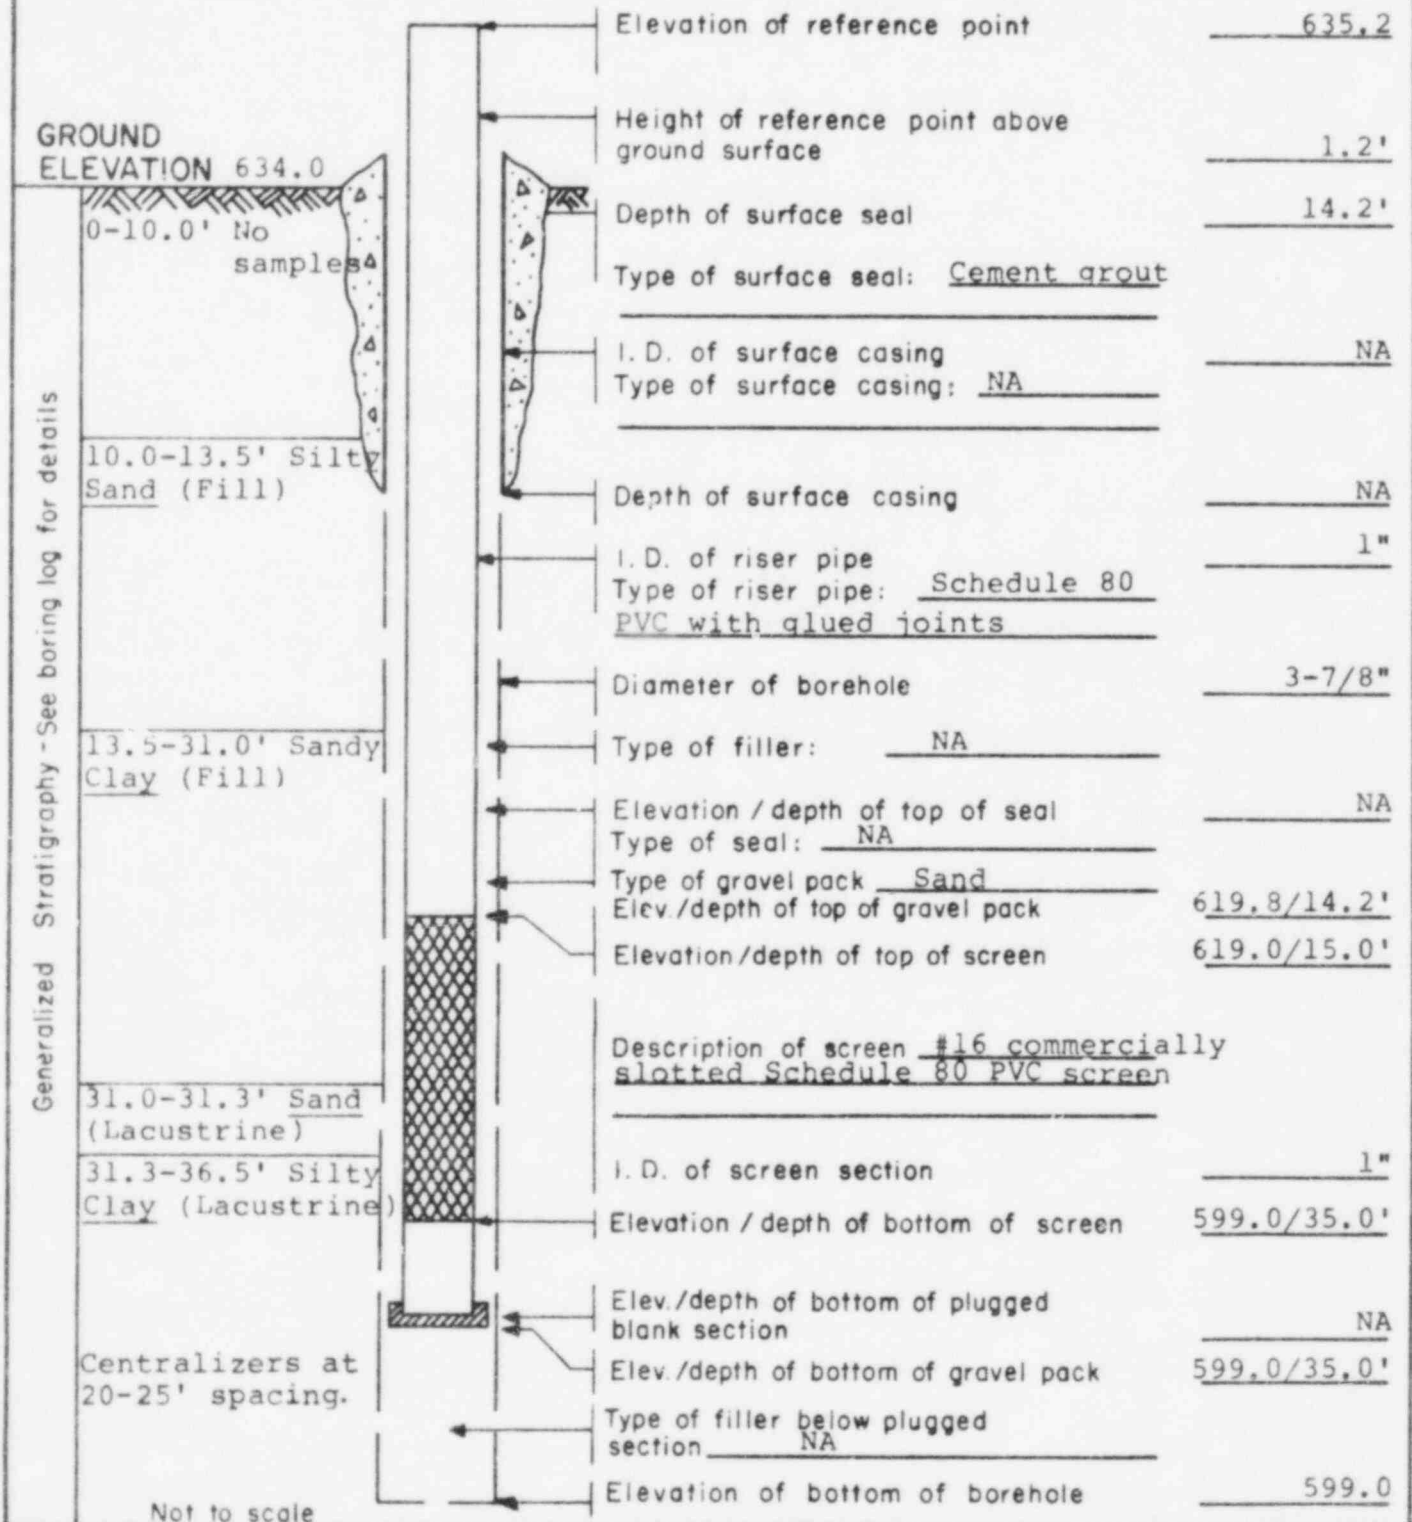 Elevation of reference point 635.2
Height of reference point above
ground surface 1.2'
GROUND
ELEVATION 634.0
Depth of surface seal 14.2'
0-10.0' No
samples
Type of surface seal: Cement grout
I.D. of surface casing NA
Type of surface casing: NA
10.0-13.5' Silty
Sand (Fill)
Depth of surface casing NA
I.D. of riser pipe 1"
Type of riser pipe: Schedule 80
PVC with glued joints
Diameter of borehole 3-7/8"
13.5-31.0' Sandy
Clay (Fill)
Type of filler: NA
Elevation / depth of top of seal NA
Type of seal: NA
Type of gravel pack Sand
Elev./depth of top of gravel pack 619.8/14.2'
Elevation/depth of top of screen 619.0/15.0'
Description of screen #16 commercially
slotted Schedule 80 PVC screen
31.0-31.3' Sand
(Lacustrine)
31.3-36.5' Silty
Clay (Lacustrine)
I.D. of screen section 1"
Elevation / depth of bottom of screen 599.0/35.0'
Elev./depth of bottom of plugged
blank section NA
Centralizers at
20-25' spacing.
Elev./depth of bottom of gravel pack 599.0/35.0'
Type of filler below plugged
section NA
Elevation of bottom of borehole 599.0
Not to scale
Generalized Stratigraphy - See boring log for details